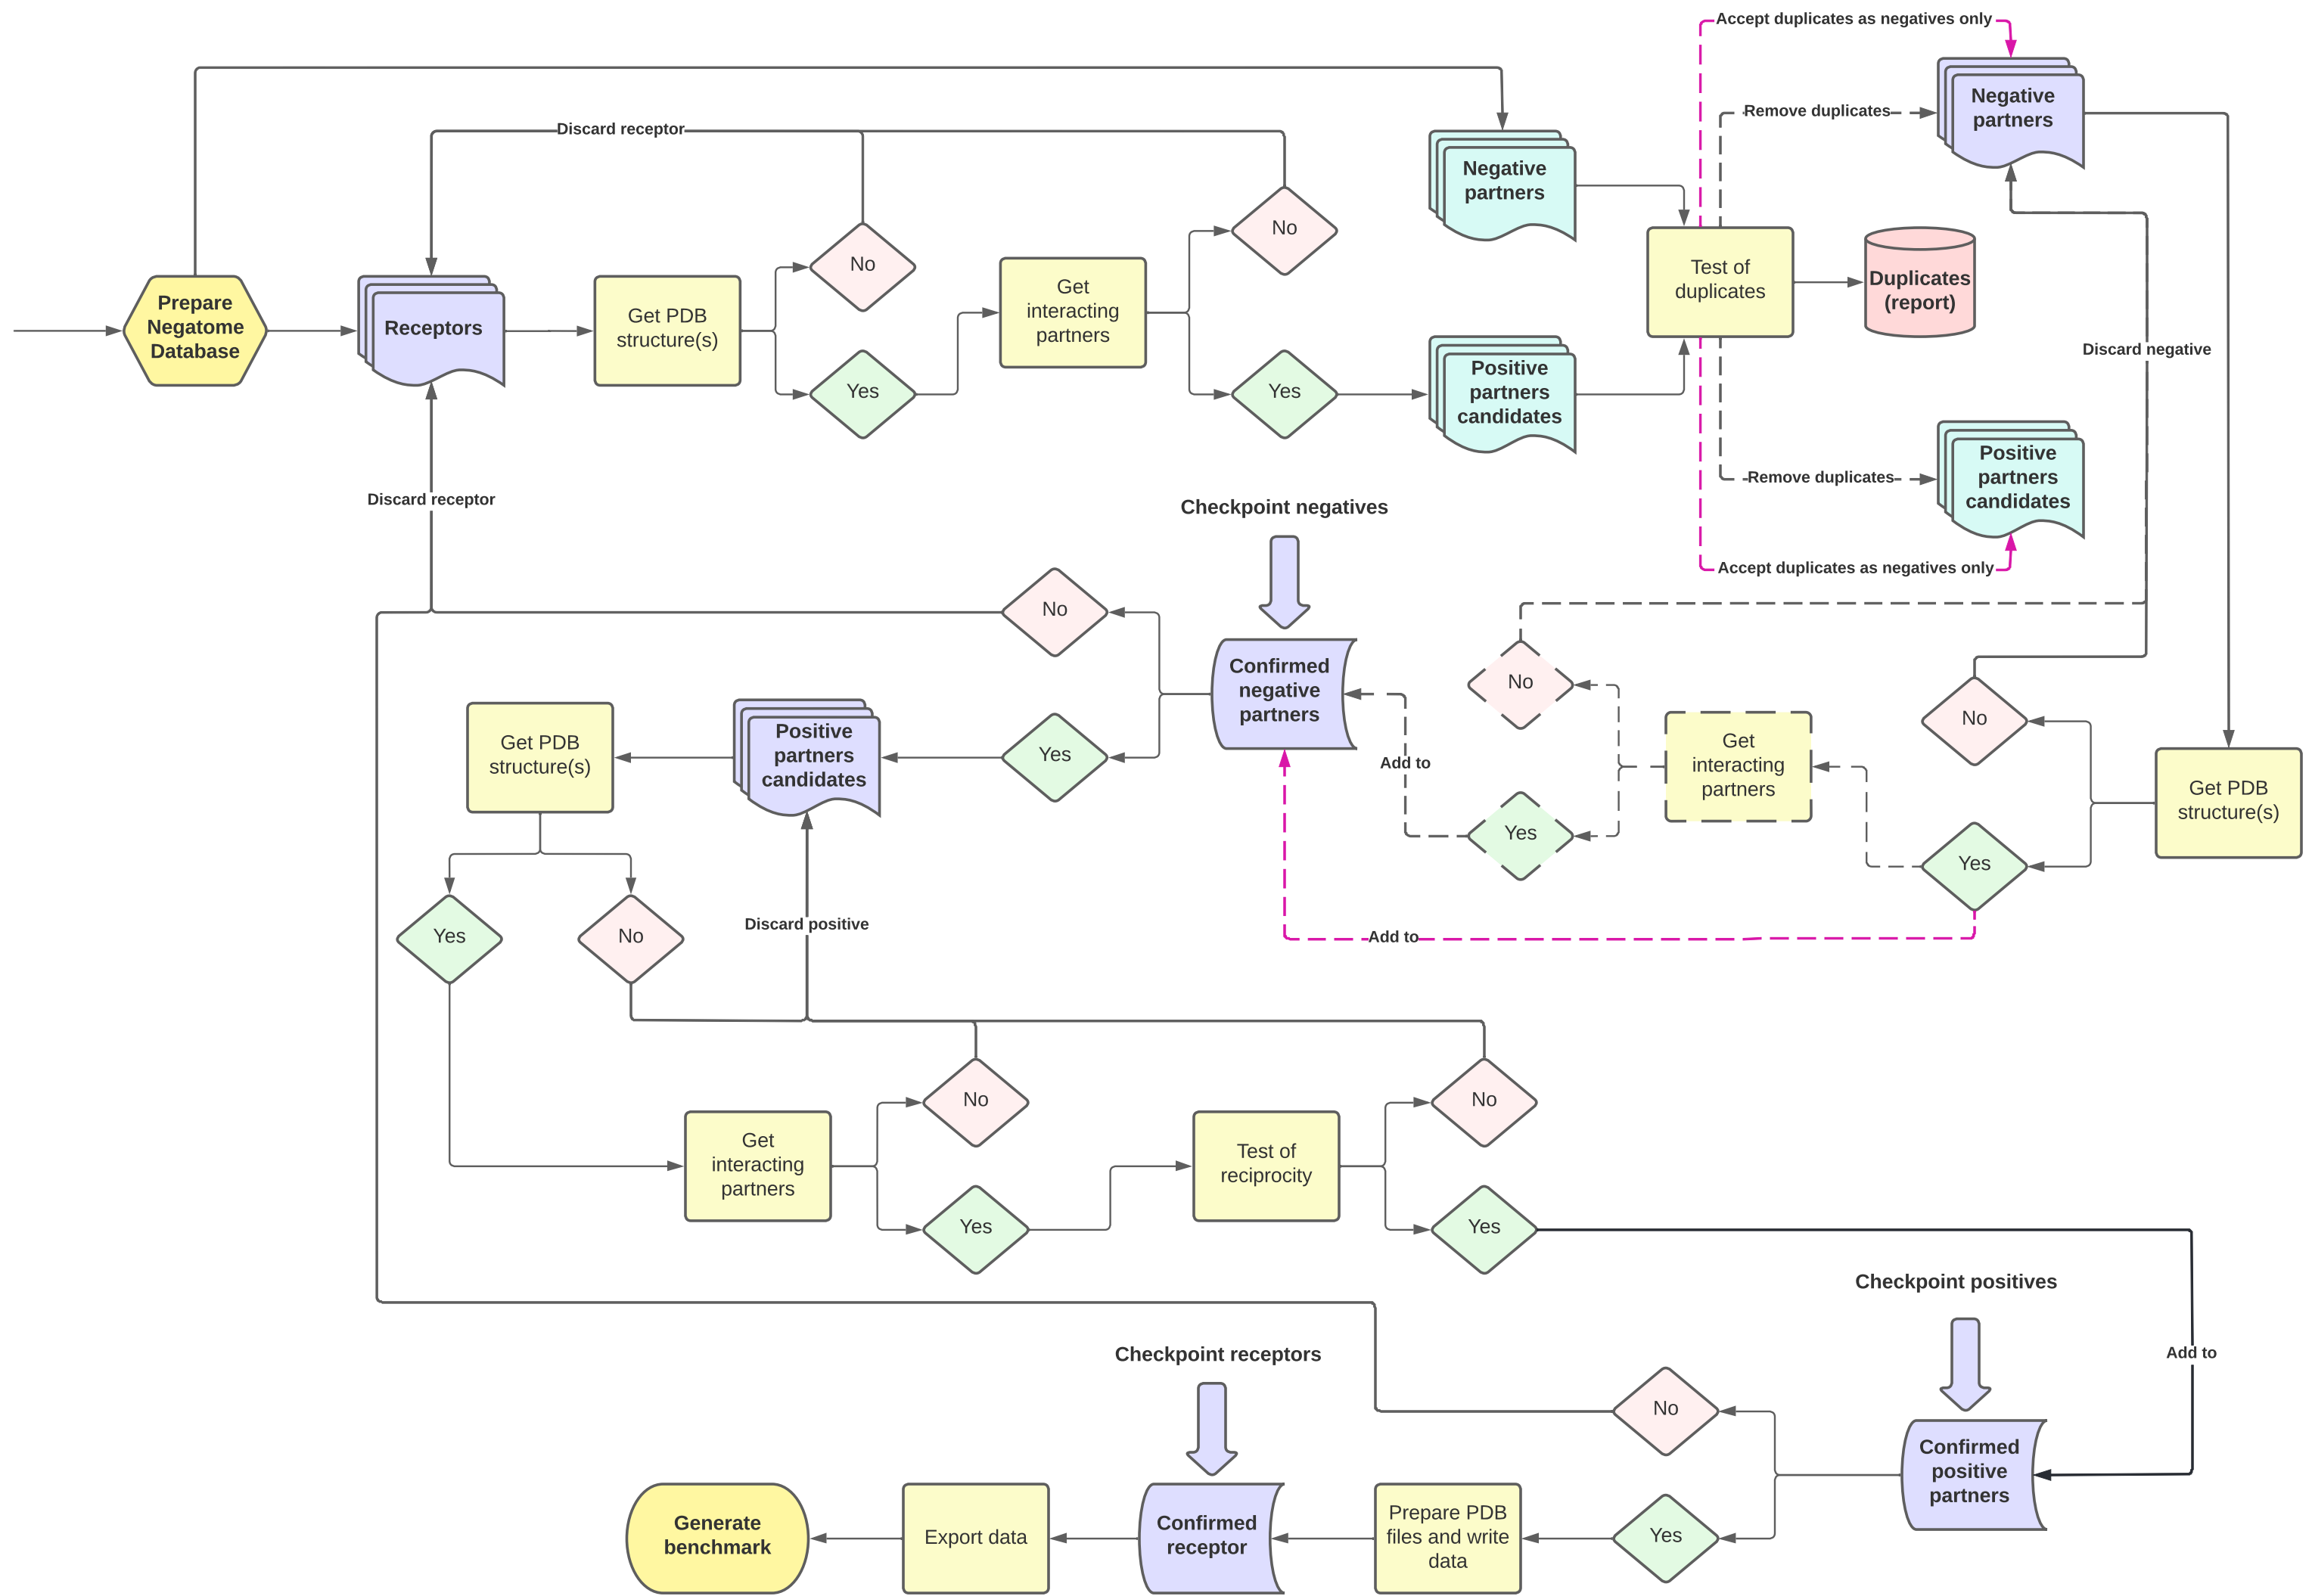 Accept duplicates as negatives only
Negative
partners
Remove duplicates
Discard receptor
Negative
partners
No
No
Test of
duplicates
Duplicates
(report)
Prepare
Negatome
Database
Receptors
Get PDB
structure(s)
Get
interacting
partners
Discard negative
Yes
Yes
Positive
partners
candidates
Positive
partners
candidates
Remove duplicates
Discard receptor
Checkpoint negatives
Accept duplicates as negatives only
No
Confirmed
negative
partners
No
No
Get PDB
structure(s)
Positive
partners
candidates
Yes
Add to
Get
interacting
partners
Get PDB
structure(s)
Yes
Yes
Yes
No
Discard positive
Add to
No
No
Get
interacting
partners
Test of
reciprocity
Yes
Yes
Checkpoint positives
Checkpoint receptors
Add to
No
Confirmed
positive
partners
Generate
benchmark
Export data
Confirmed
receptor
Prepare PDB
files and write
data
Yes